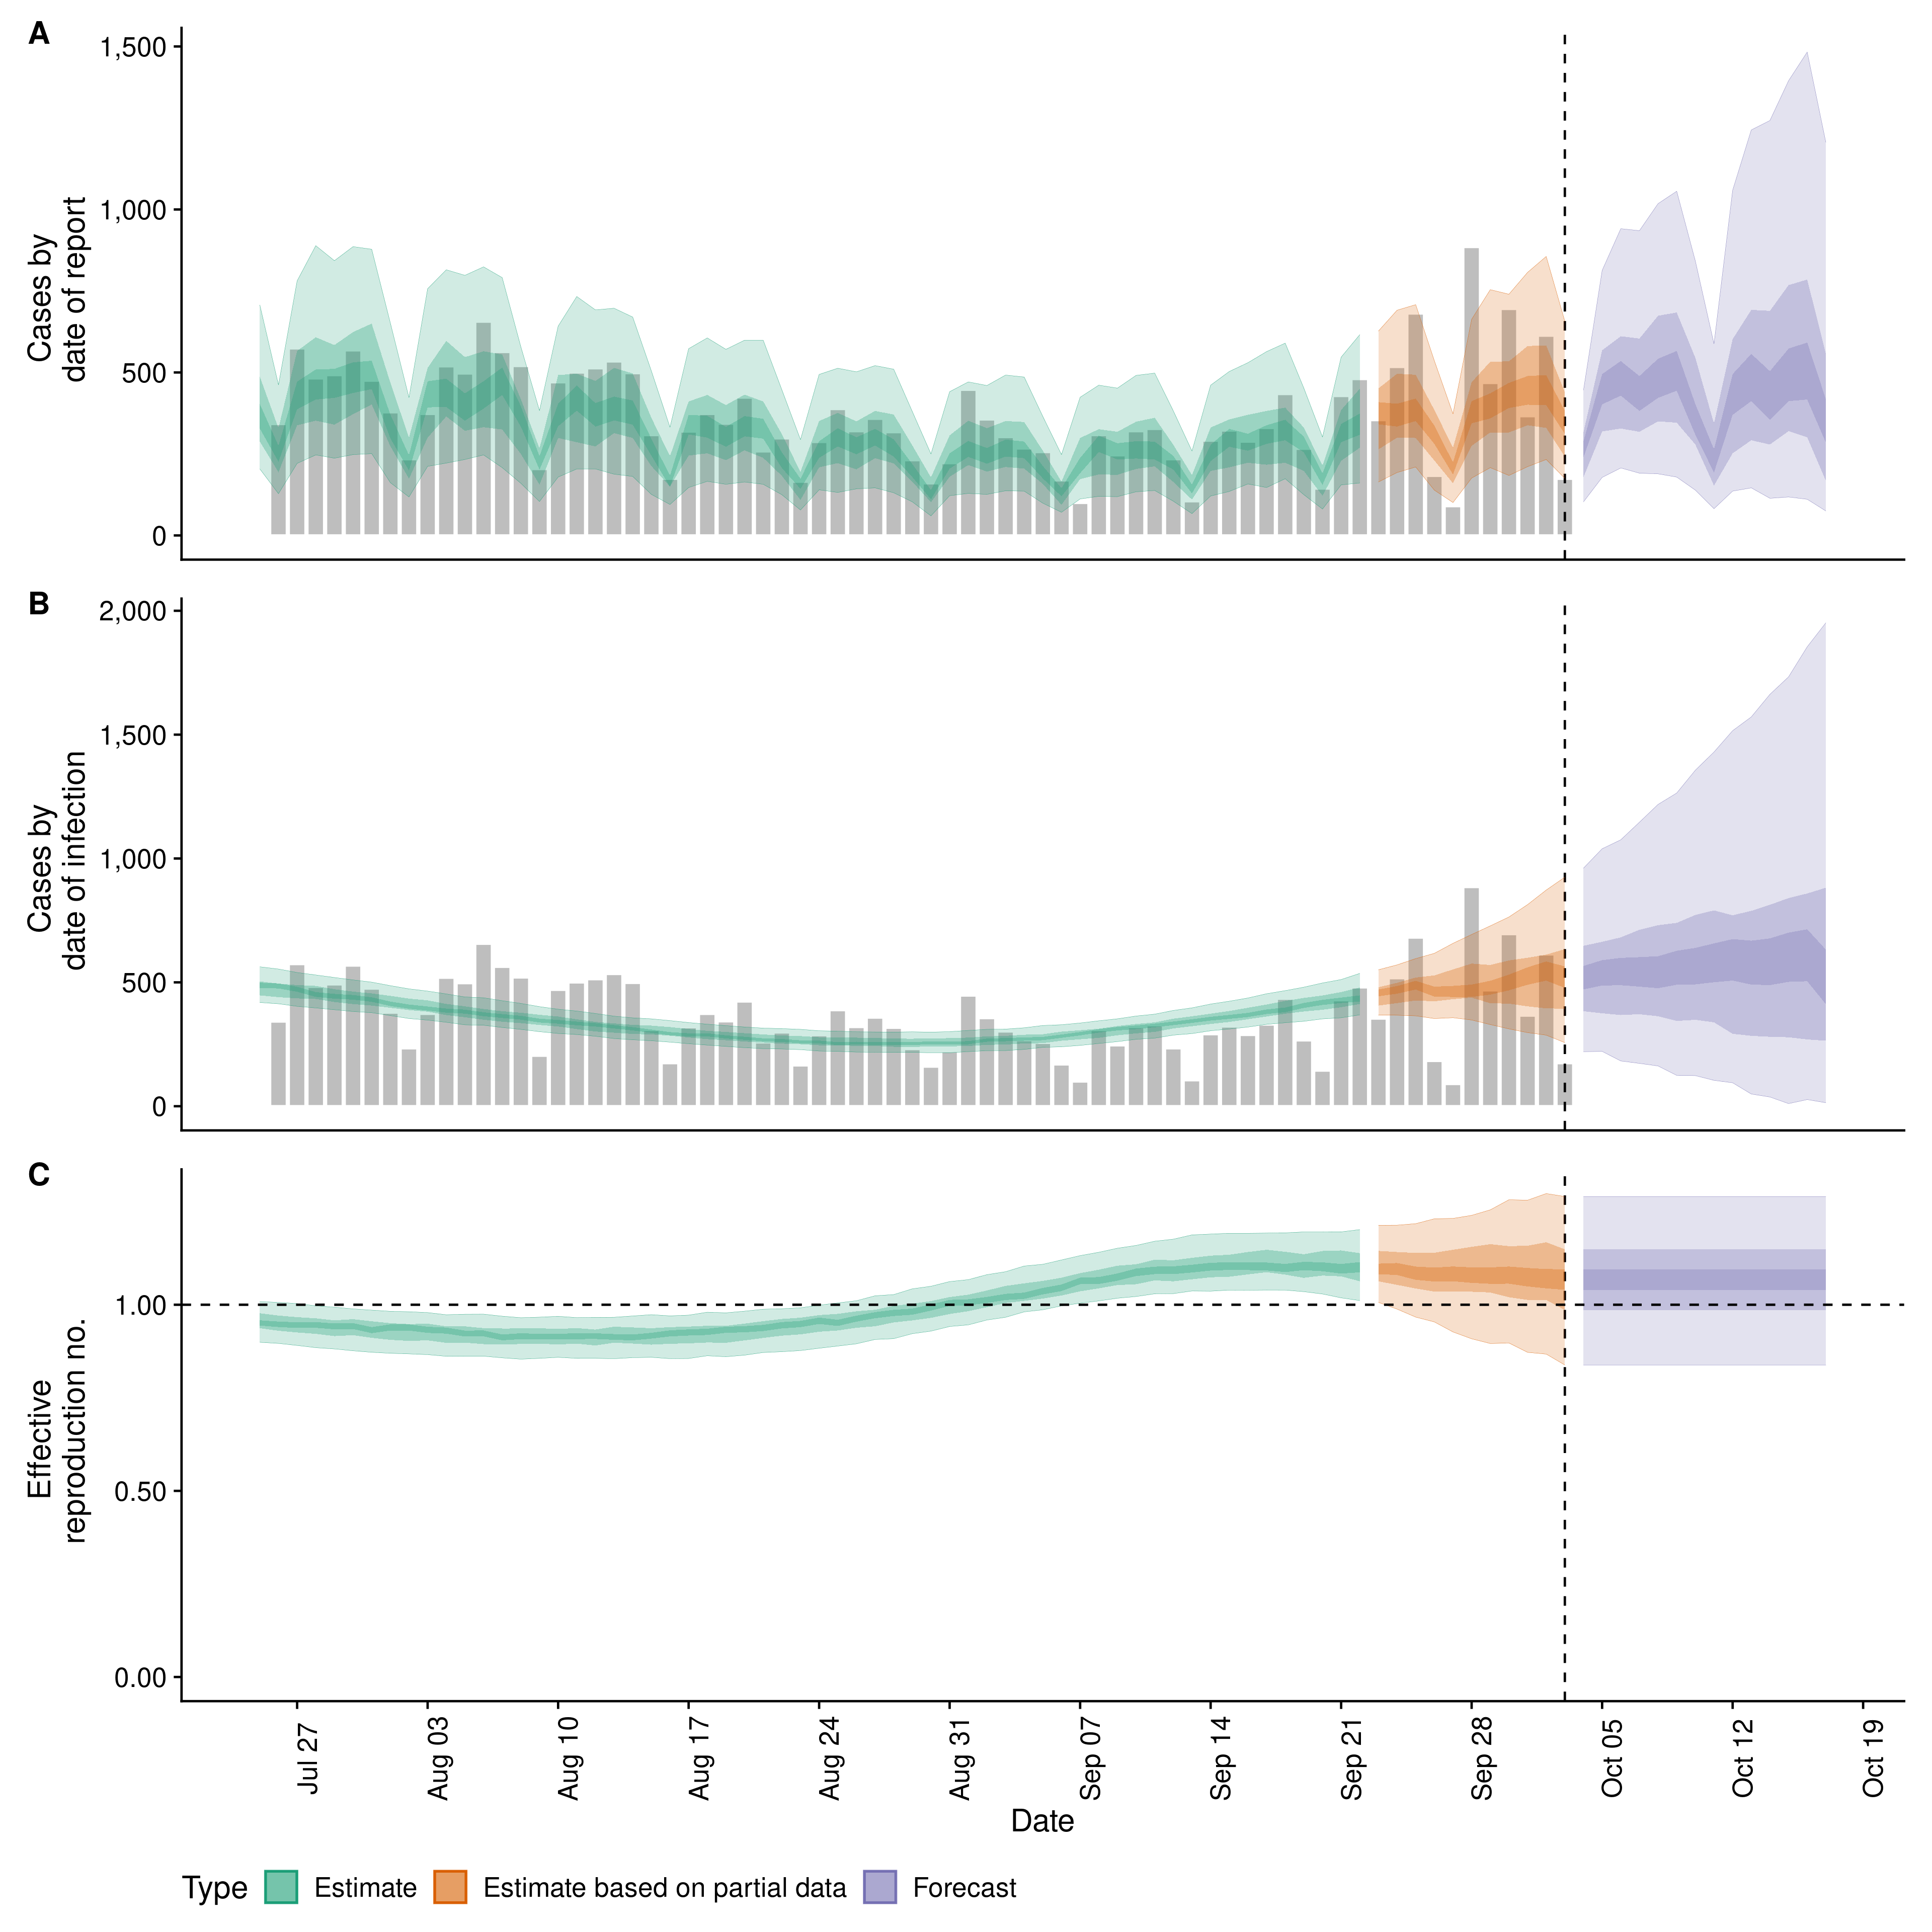 A
1,500
1,000
500
0
Cases by
date of report
B
2,000
1,500
1,000
500
0
Cases by
date of infection
C
1.00
0.50
0.00
Effective
reproduction no.
Jul 27
Aug 03
Aug 10
Aug 17
Aug 24
Aug 31
Sep 07
Sep 14
Sep 21
Sep 28
Oct 05
Oct 12
Oct 19
Date
Type Estimate Estimate based on partial data Forecast